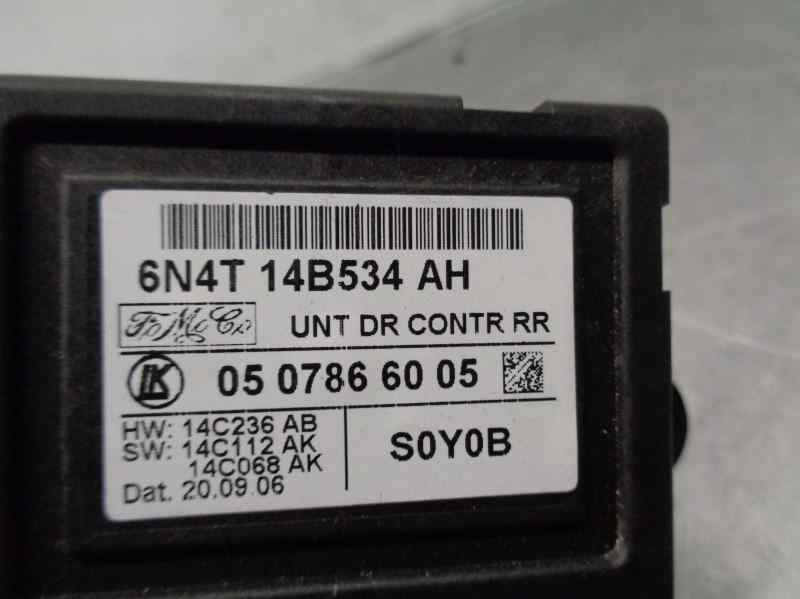 6N4T 14B534 AH
FoMoCo UNT DR CONTR RR
LK 05 0786 60 05
HW: 14C236 AB
SW: 14C112 AK
14C068 AK
Dat. 20.09.06
S0Y0B